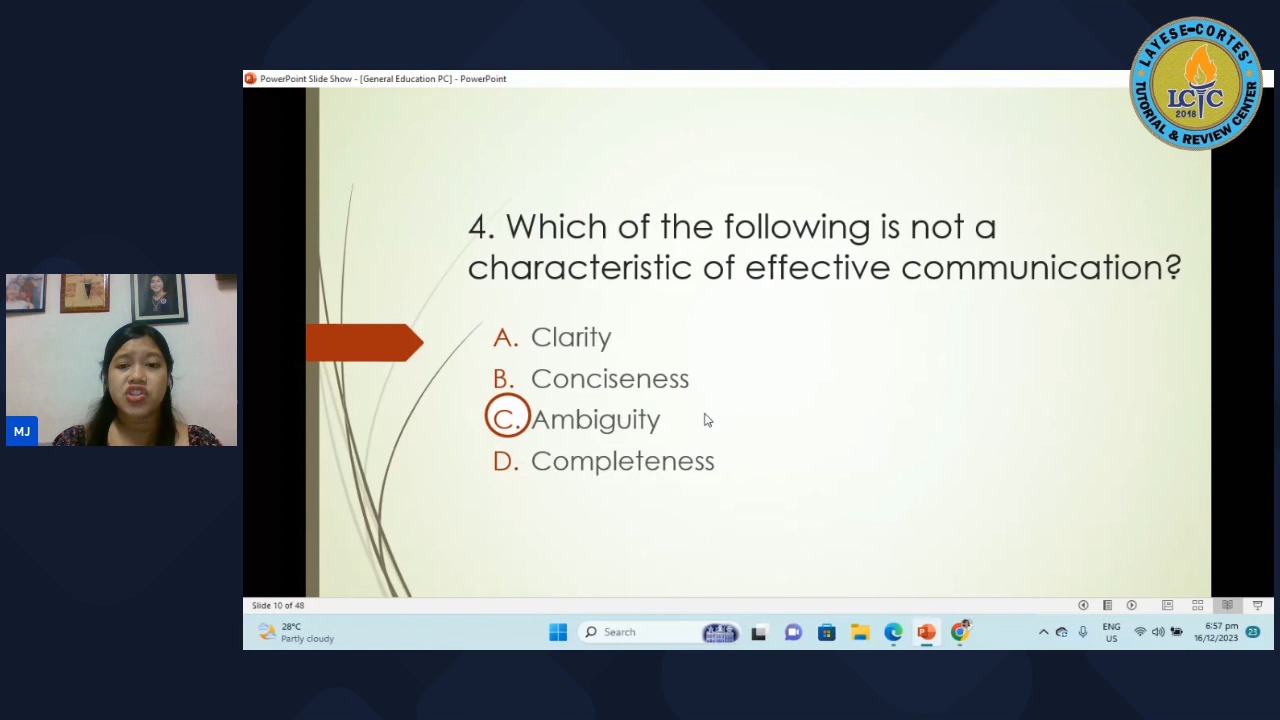 PowerPoint Slide Show - [General Education PC] - PowerPoint
LAYESE-CORTES'
LCTC
2018
TUTORIAL & REVIEW CENTER
4. Which of the following is not a
characteristic of effective communication?
A. Clarity
B. Conciseness
C. Ambiguity
D. Completeness
MJ
Slide 10 of 48
28°C
Partly cloudy
Search
ENG
US
6:57 pm
16/12/2023
23